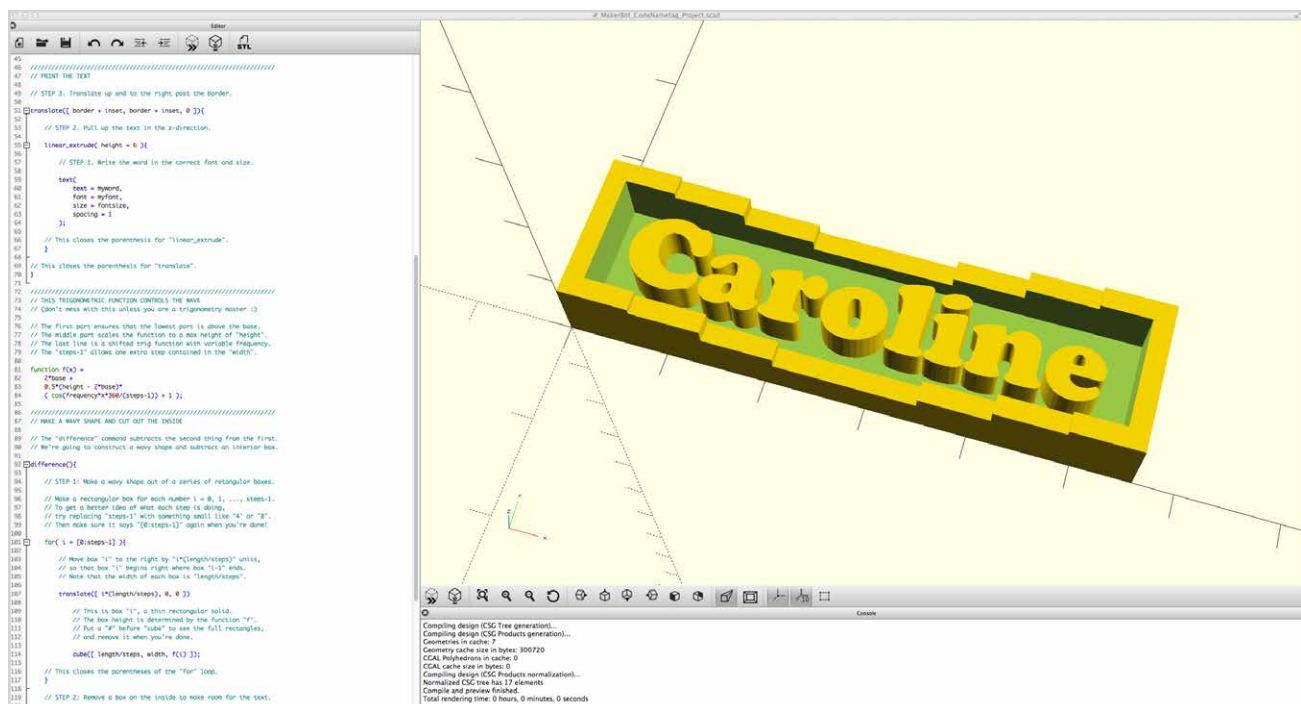 MakerBot_CodeNametag_Project.scad
Editor
STL
45
46 //////////////////////////////////////////////////////////////////////
47 // PRINT THE TEXT
48
49 // STEP 3. Translate up and to the right past the border.
50
51 translate([ border + inset, border + inset, 0 ]){
52
53 // STEP 2. Pull up the text in the z-direction.
54
55 linear_extrude( height = 6 ){
56
57 // STEP 1. Write the word in the correct font and size.
58
59 text(
60 text = myword,
61 font = myfont,
62 size = fontsize,
63 spacing = 1
64 );
65
66 // This closes the parenthesis for "linear_extrude".
67 }
68
69 // This closes the parenthesis for "translate".
70 }
71
72 //////////////////////////////////////////////////////////////////////
73 // THIS TRIGONOMETRIC FUNCTION CONTROLS THE WAVE
74 // (don't mess with this unless you are a trigonometry master :)
75
76 // The first part ensures that the lowest part is above the base.
77 // The middle part scales the function to a max height of "height".
78 // The last line is a shifted trig function with variable frequency.
79 // The "steps-1" allows one extra step contained in the "width".
80
81 function f(x) =
82 2*base +
83 0.5*(height - 2*base)*
84 ( cos(frequency*x*360/(steps-1)) + 1 );
85
86 //////////////////////////////////////////////////////////////////////
87 // MAKE A WAVY SHAPE AND CUT OUT THE INSIDE
88
89 // The "difference" command subtracts the second thing from the first.
90 // We're going to construct a wavy shape and subtract an interior box.
91
92 difference(){
93
94 // STEP 1: Make a wavy shape out of a series of retangular boxes.
95
96 // Make a rectangular box for each number i = 0, 1, ..., steps-1.
97 // To get a better idea of what each step is doing,
98 // try replacing "steps-1" with something small like "4" or "8".
99 // Then make sure it says "[0:steps-1]" again when you're done!
100
101 for( i = [0:steps-1] ){
102
103 // Move box "i" to the right by "i*(length/steps)" units,
104 // so that box "i" begins right where box "i-1" ends.
105 // Note that the width of each box is "length/steps".
106
107 translate([ i*(length/steps), 0, 0 ])
108
109 // This is box "i", a thin rectangular solid.
110 // The box height is determined by the function "f".
111 // Put a "#" before "cube" to see the full rectangles,
112 // and remove it when you're done.
113
114 cube([ length/steps, width, f(i) ]);
115
116 // This closes the parentheses of the "for" loop.
117 }
118
119 // STEP 2: Remove a box on the inside to make room for the text.
Caroline
Console
Compiling design (CSG Tree generation)...
Compiling design (CSG Products generation)...
Geometries in cache: 7
Geometry cache size in bytes: 300720
CGAL Polyhedrons in cache: 0
CGAL cache size in bytes: 0
Compiling design (CSG Products normalization)...
Normalized CSG tree has 17 elements
Compile and preview finished.
Total rendering time: 0 hours, 0 minutes, 0 seconds